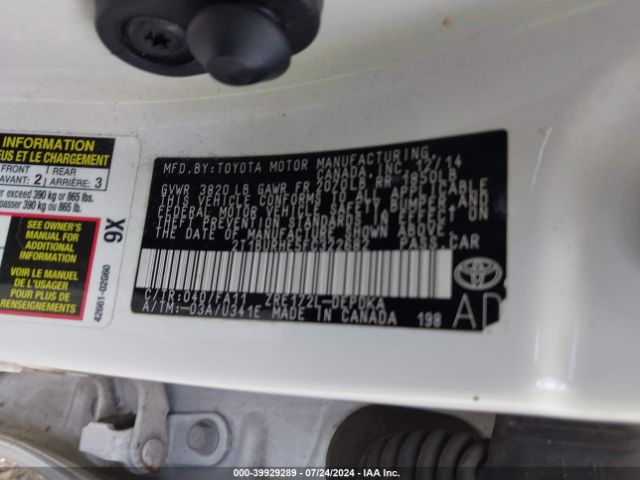 INFORMATION
EUS ET LE CHARGEMENT
FRONT
AVANT: 2
REAR
ARRIÈRE: 3
exceed 390 kg or 865 lbs.
passer 390 kg ou 865 lb.
SEE OWNER'S
MANUAL FOR
ADDITIONAL
INFORMATION
VOIR LE MANUEL
DE L'USAGER
POUR PLUS DE
RENSEIGNEMENTS
9X
42661-02G60
MFD.BY:TOYOTA MOTOR MANUFACTURING
CANADA, INC. 12/14
GVWR 3820 LB GAWR FR 2020LB RR 1850LB
THIS VEHICLE CONFORMS TO ALL APPLICABLE
FEDERAL MOTOR VEHICLE SAFETY, BUMPER, AND
THEFT PREVENTION STANDARDS IN EFFECT ON
THE DATE OF MANUFACTURE SHOWN ABOVE.
PASS.CAR
C/TR:040/FA11 ZRE172L-DEPDKA
A/TM:-03A/U341E MADE IN CANADA 198
AD
000-39929289 | 07/24/2024 | IAA Inc.